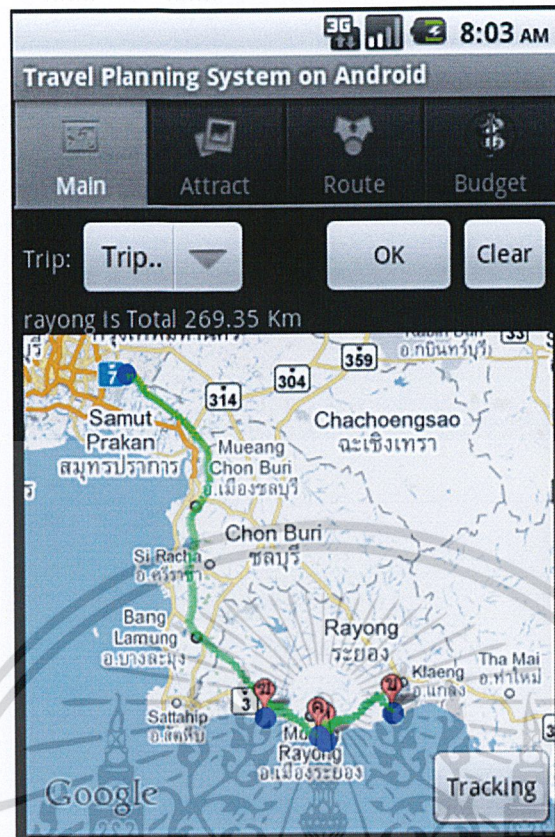 3G 8:03 AM
Travel Planning System on Android
Main Attract Route Budget
Trip: Trip.. OK Clear
rayong Is Total 269.35 Km
359
33
อ.กบินทร์บุรี)
7
304
314
Samut
Prakan
สมุทรปราการ
Chachoengsao
ฉะเชิงเทรา
Mueang
Chon Buri
อ.เมืองชลบุรี
Chon Buri
ชลบุรี
Si Racha
อ.ศรีราชา
Bang
Lamung
อ.บางละมุง
Rayong
ระยอง
Klaeng
อ.แกลง
Tha Mai
อ.ท่าใหม่
3
Sattahip
อ.สัตหีบ
Rayong
อ.เมืองระยอง
Google
Tracking